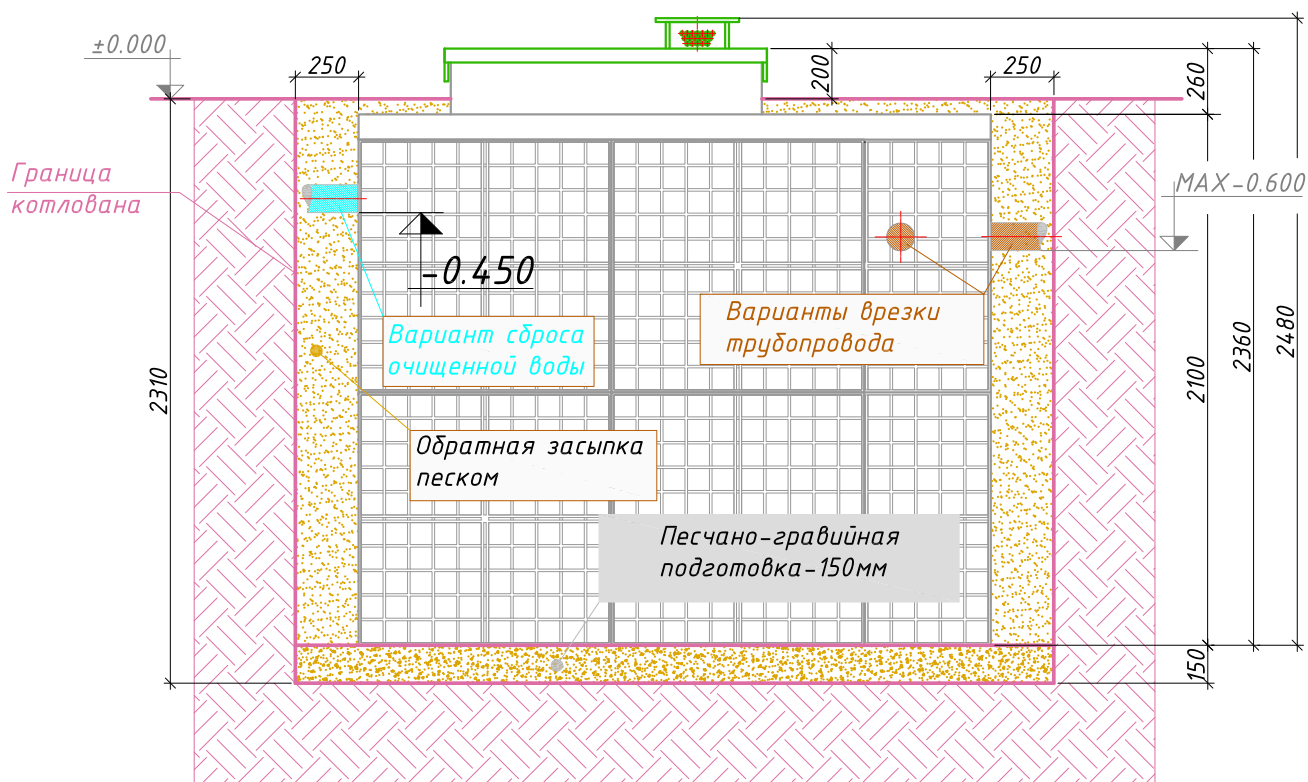 ±0.000
250
200
250
260
Граница
котлована
MAX-0.600
-0.450
Вариант сброса
очищенной воды
Варианты врезки
трубопровода
2310
2100
2360
2480
Обратная засыпка
песком
Песчано-гравийная
подготовка-150мм
150